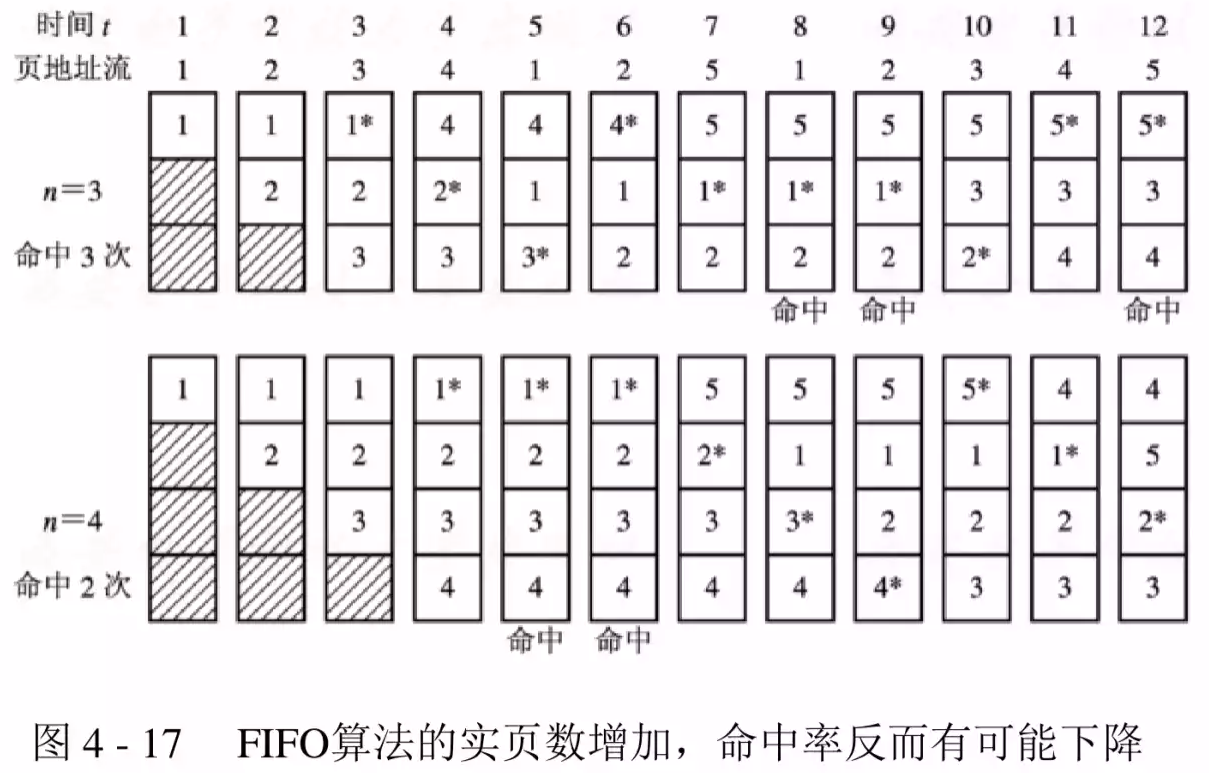 时间 t 1 2 3 4 5 6 7 8 9 10 11 12
页地址流 1 2 3 4 1 2 5 1 2 3 4 5
1 1 1* 4 4 4* 5 5 5 5 5* 5*
n=3 2 2 2* 1 1 1* 1* 1* 3 3 3
命中 3 次 3 3 3* 2 2 2 2 2* 4 4
命中 命中 命中
1 1 1 1* 1* 1* 5 5 5 5* 4 4
2 2 2 2 2 2* 1 1 1 1* 5
n=4 3 3 3 3 3 3* 2 2 2 2*
命中 2 次 4 4 4 4 4 4* 3 3 3
命中 命中
图 4 - 17 FIFO算法的实页数增加，命中率反而有可能下降